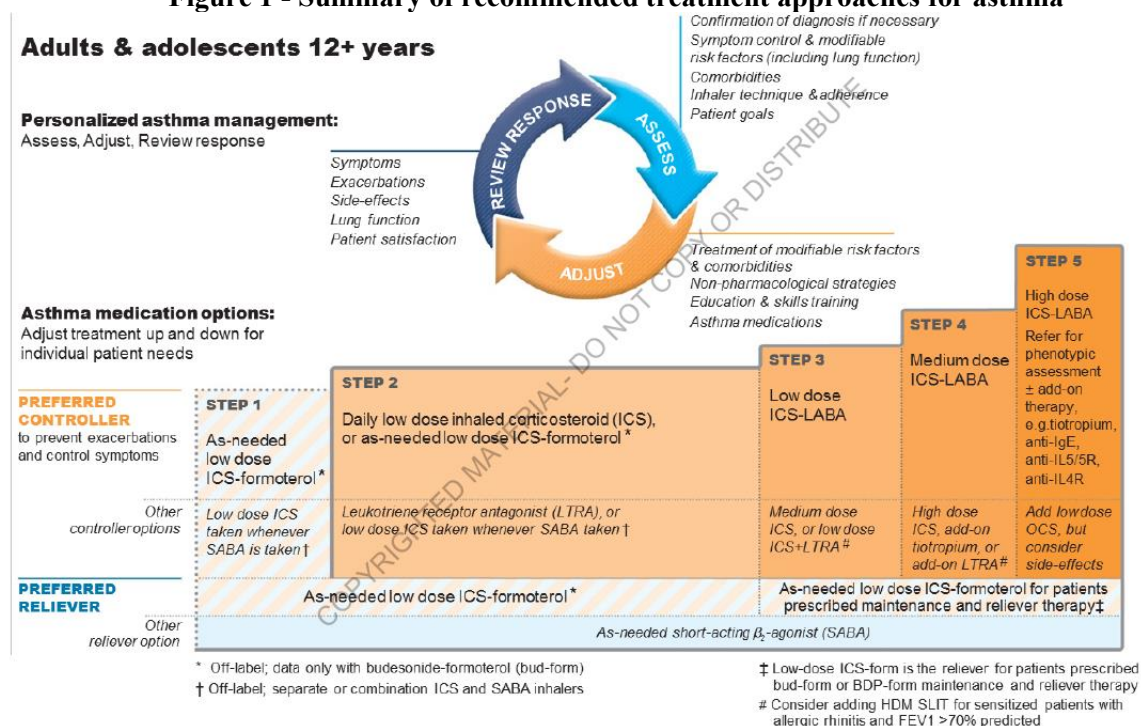 Figure 1 - Summary of recommended treatment approaches for asthma
Adults & adolescents 12+ years
Personalized asthma management:
Assess, Adjust, Review response
Symptoms
Exacerbations
Side-effects
Lung function
Patient satisfaction
Confirmation of diagnosis if necessary
Symptom control & modifiable
risk factors (including lung function)
Comorbidities
Inhaler technique & adherence
Patient goals
REVIEW RESPONSE
ASSESS
ADJUST
Treatment of modifiable risk factors
& comorbidities
Non-pharmacological strategies
Education & skills training
Asthma medications
Asthma medication options:
Adjust treatment up and down for
individual patient needs
PREFERRED
CONTROLLER
to prevent exacerbations
and control symptoms
STEP 1
As-needed
low dose
ICS-formoterol *
STEP 2
Daily low dose inhaled corticosteroid (ICS),
or as-needed low dose ICS-formoterol *
STEP 3
Low dose
ICS-LABA
STEP 4
Medium dose
ICS-LABA
STEP 5
High dose
ICS-LABA
Refer for
phenotypic
assessment
± add-on
therapy,
e.g.tiotropium,
anti-IgE,
anti-IL5/5R,
anti-IL4R
Other
controller options
Low dose ICS
taken whenever
SABA is taken †
Leukotriene receptor antagonist (LTRA), or
low dose ICS taken whenever SABA taken †
Medium dose
ICS, or low dose
ICS+LTRA #
High dose
ICS, add-on
tiotropium, or
add-on LTRA #
Add low dose
OCS, but
consider
side-effects
PREFERRED
RELIEVER
As-needed low dose ICS-formoterol *
As-needed low dose ICS-formoterol for patients
prescribed maintenance and reliever therapy‡
Other
reliever option
As-needed short-acting β₂-agonist (SABA)
* Off-label; data only with budesonide-formoterol (bud-form)
† Off-label; separate or combination ICS and SABA inhalers
‡ Low-dose ICS-form is the reliever for patients prescribed
bud-form or BDP-form maintenance and reliever therapy
# Consider adding HDM SLIT for sensitized patients with
allergic rhinitis and FEV1 >70% predicted
COPYRIGHTED MATERIAL- DO NOT COPY OR DISTRIBUTE